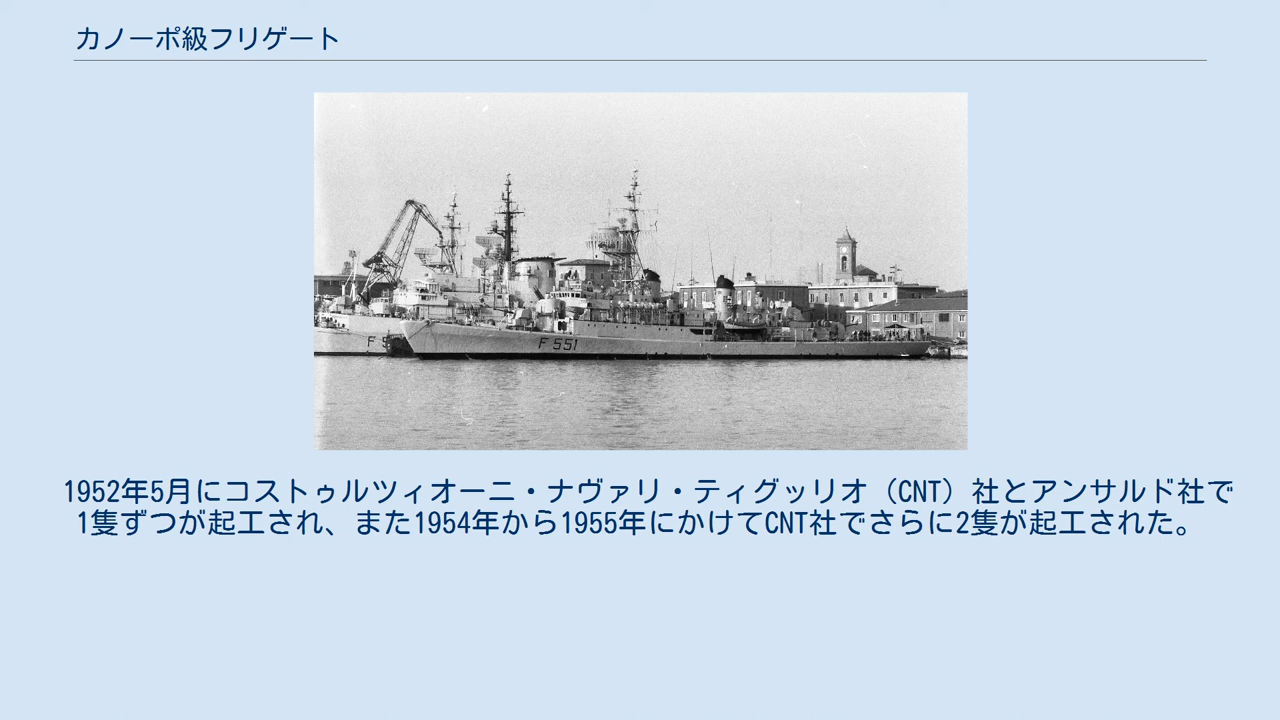 カノーポ級フリゲート
F 551
1952年5月にコストゥルツィオーニ・ナヴァリ・ティグッリオ（CNT）社とアンサルド社で
1隻ずつが起工され、また1954年から1955年にかけてCNT社でさらに2隻が起工された。